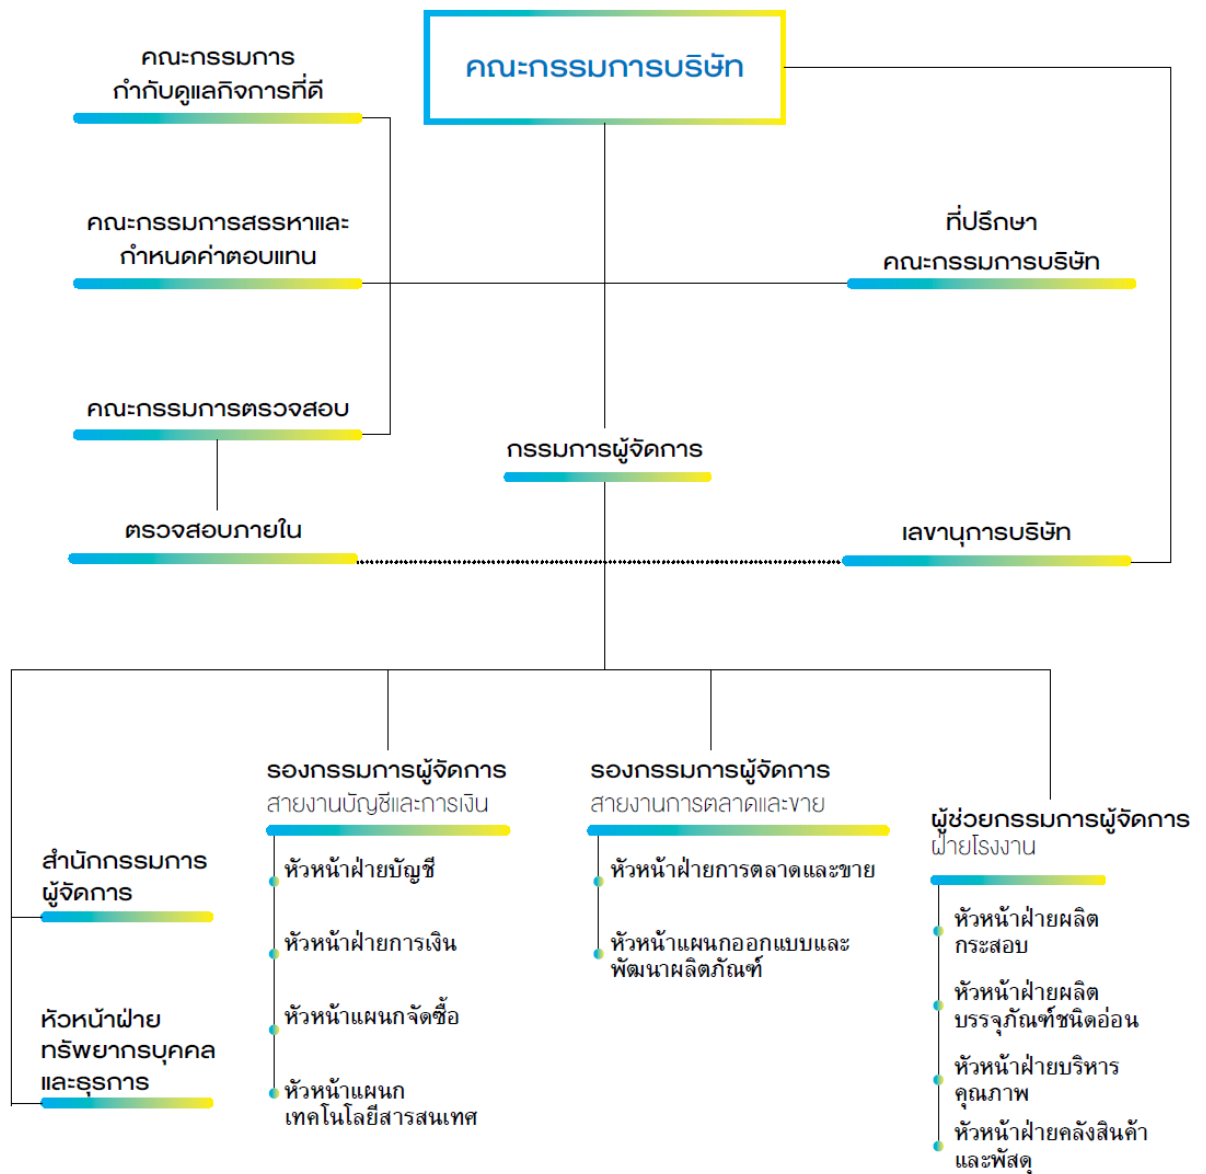 คณะกรรมการบริษัท
คณะกรรมการ
กำกับดูแลกิจการที่ดี
คณะกรรมการสรรหาและ
กำหนดค่าตอบแทน
ที่ปรึกษา
คณะกรรมการบริษัท
คณะกรรมการตรวจสอบ
กรรมการผู้จัดการ
ตรวจสอบภายใน
เลขานุการบริษัท
สำนักกรรมการ
ผู้จัดการ
หัวหน้าฝ่าย
ทรัพยากรบุคคล
และธุรการ
รองกรรมการผู้จัดการ
สายงานบัญชีและการเงิน
หัวหน้าฝ่ายบัญชี
หัวหน้าฝ่ายการเงิน
หัวหน้าแผนกจัดซื้อ
หัวหน้าแผนก
เทคโนโลยีสารสนเทศ
รองกรรมการผู้จัดการ
สายงานการตลาดและขาย
หัวหน้าฝ่ายการตลาดและขาย
หัวหน้าแผนกออกแบบและ
พัฒนาผลิตภัณฑ์
ผู้ช่วยกรรมการผู้จัดการ
ฝ่ายโรงงาน
หัวหน้าฝ่ายผลิต
กระสอบ
หัวหน้าฝ่ายผลิต
บรรจุภัณฑ์ชนิดอ่อน
หัวหน้าฝ่ายบริหาร
คุณภาพ
หัวหน้าฝ่ายคลังสินค้า
และพัสดุ